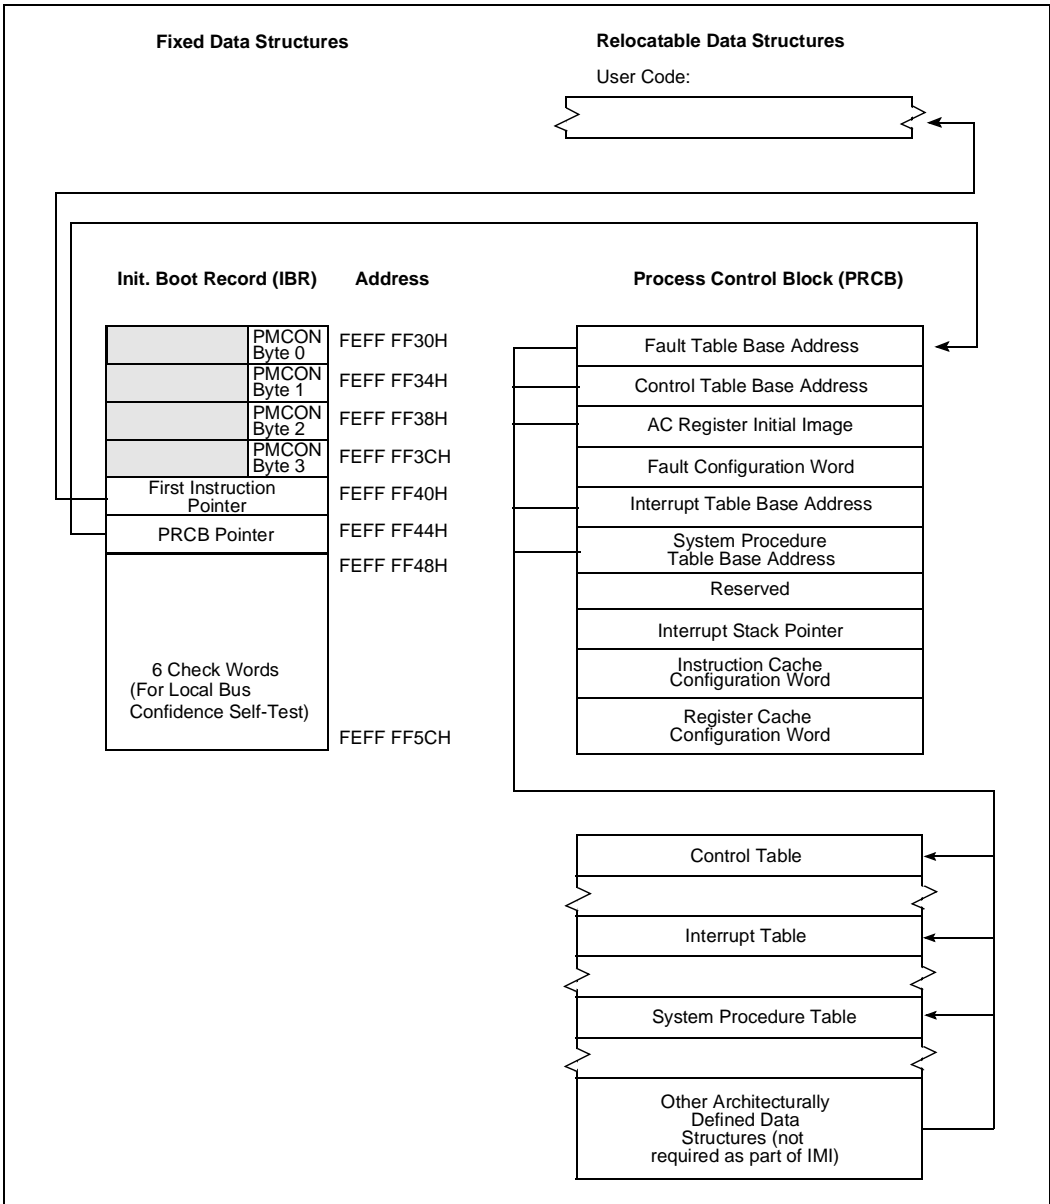 Fixed Data Structures
Relocatable Data Structures
User Code:
Init. Boot Record (IBR)
Address
Process Control Block (PRCB)
PMCON
Byte 0
FEFF FF30H
PMCON
Byte 1
FEFF FF34H
PMCON
Byte 2
FEFF FF38H
PMCON
Byte 3
FEFF FF3CH
First Instruction
Pointer
FEFF FF40H
PRCB Pointer
FEFF FF44H
FEFF FF48H
6 Check Words
(For Local Bus
Confidence Self-Test)
FEFF FF5CH
Fault Table Base Address
Control Table Base Address
AC Register Initial Image
Fault Configuration Word
Interrupt Table Base Address
System Procedure
Table Base Address
Reserved
Interrupt Stack Pointer
Instruction Cache
Configuration Word
Register Cache
Configuration Word
Control Table
Interrupt Table
System Procedure Table
Other Architecturally
Defined Data
Structures (not
required as part of IMI)